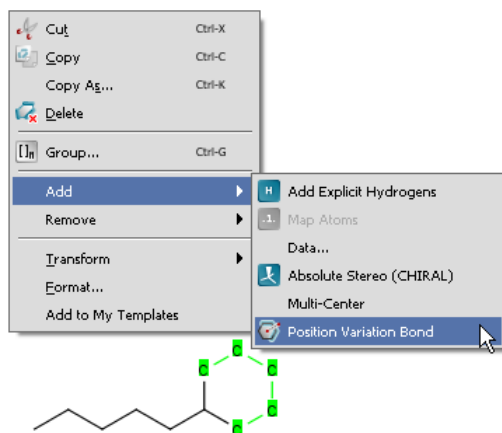 Cut Ctrl-X
Copy Ctrl-C
Copy As... Ctrl-K
Delete
[]n Group... Ctrl-G
Add
Remove
Transform
Format...
Add to My Templates
H Add Explicit Hydrogens
.1. Map Atoms
Data...
Absolute Stereo (CHIRAL)
Multi-Center
Position Variation Bond
C
C C
C
C